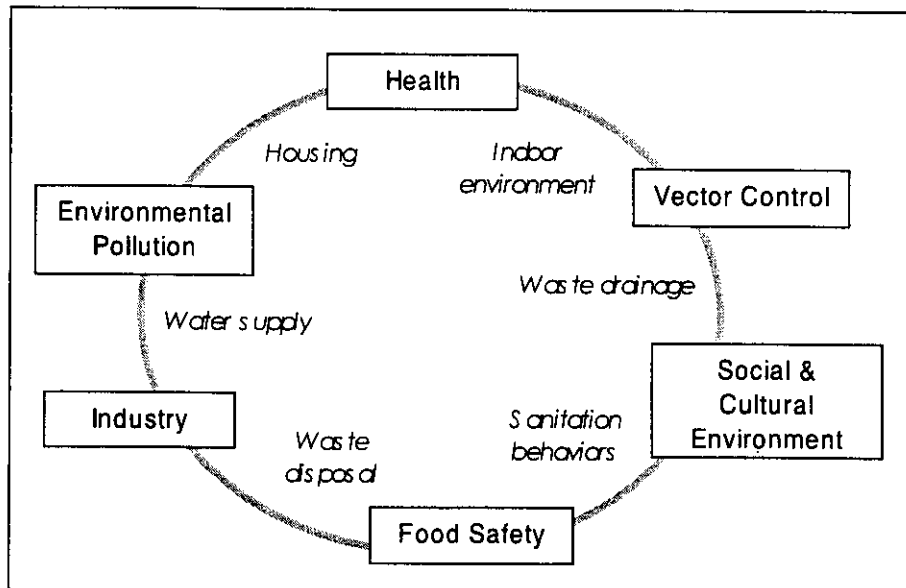 Health
Housing
Indoor
environment
Environmental
Pollution
Vector Control
Waste drainage
Water supply
Social &
Cultural
Environment
Industry
Sanitation
behaviors
Waste
disposal
Food Safety